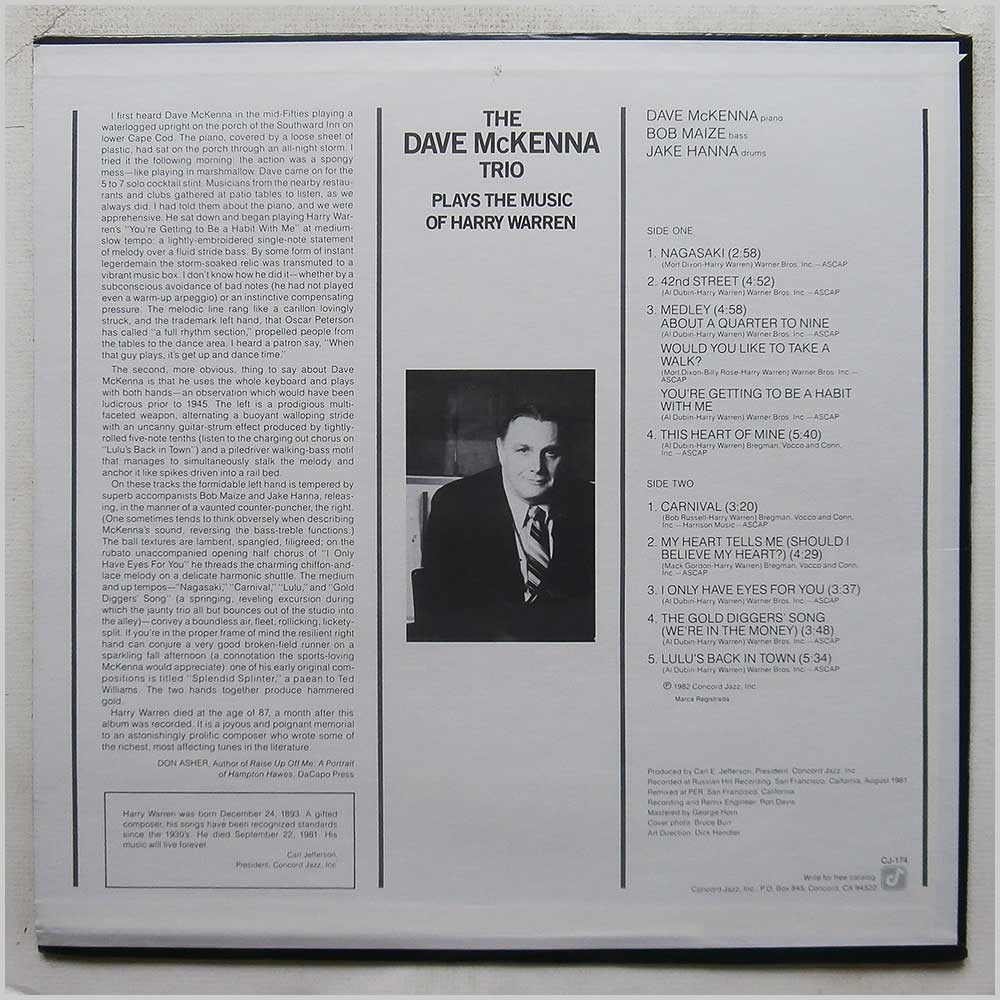 I first heard Dave McKenna in the mid-Fifties playing a
waterlogged upright on the porch of the Southward Inn on
lower Cape Cod. The piano, covered by a loose sheet of
plastic, had sat on the porch through an all-night storm. I
tried it the following morning: the action was a spongy
mess—like playing in marshmallow. Dave came on for the
5 to 7 solo cocktail stint. Musicians from the nearby restau-
rants and clubs gathered at patio tables to listen, as we
always did. I had told them about the piano, and we were
apprehensive. He sat down and began playing Harry War-
ren's "You're Getting to Be a Habit With Me" at medium-
slow tempo: a lightly-embroidered single-note statement
of melody over a fluid stride bass. By some form of instant
legerdemain the storm-soaked relic was transmuted to a
vibrant music box. I don't know how he did it—whether by a
subconscious avoidance of bad notes (he had not played
even a warm-up arpeggio) or an instinctive compensating
pressure. The melodic line rang like a carillon lovingly
struck, and the trademark left hand, that Oscar Peterson
has called "a full rhythm section," propelled people from
the tables to the dance area. I heard a patron say, "When
that guy plays, it's get up and dance time."
The second, more obvious, thing to say about Dave
McKenna is that he uses the whole keyboard and plays
with both hands—an observation which would have been
ludicrous prior to 1945. The left is a prodigious multi-
faceted weapon, alternating a buoyant walloping stride
with an uncanny guitar-strum effect produced by tightly-
rolled five-note tenths (listen to the charging out chorus on
"Lulu's Back in Town") and a piledriver walking-bass motif
that manages to simultaneously stalk the melody and
anchor it like spikes driven into a rail bed.
On these tracks the formidable left hand is tempered by
superb accompanists Bob Maize and Jake Hanna, releas-
ing, in the manner of a vaunted counter-puncher, the right.
(One sometimes tends to think obversely when describing
McKenna's sound, reversing the bass-treble functions.)
The ball textures are lambent, spangled, filigreed; on the
rubato unaccompanied opening half chorus of "I Only
Have Eyes For You" he threads the charming chiffon-and-
lace melody on a delicate harmonic shuttle. The medium
and up tempos—"Nagasaki," "Carnival," "Lulu," and "Gold
Diggers' Song" (a springing, reveling excursion during
which the jaunty trio all but bounces out of the studio into
the alley)—convey a boundless air, fleet, rollicking, lickety-
split. If you're in the proper frame of mind the resilient right
hand can conjure a very good broken-field runner on a
sparkling fall afternoon (a connotation the sports-loving
McKenna would appreciate): one of his early original com-
positions is titled "Splendid Splinter," a paean to Ted
Williams. The two hands together produce hammered
gold.
Harry Warren died at the age of 87, a month after this
album was recorded. It is a joyous and poignant memorial
to an astonishingly prolific composer who wrote some of
the richest, most affecting tunes in the literature.
DON ASHER, Author of Raise Up Off Me: A Portrait
of Hampton Hawes, DaCapo Press
Harry Warren was born December 24, 1893. A gifted
composer, his songs have been recognized standards
since the 1930's. He died September 22, 1981. His
music will live forever.
Carl Jefferson,
President, Concord Jazz, Inc.
THE
DAVE McKENNA
TRIO
PLAYS THE MUSIC
OF HARRY WARREN
DAVE McKENNA piano
BOB MAIZE bass
JAKE HANNA drums
SIDE ONE
1. NAGASAKI (2:58)
(Mort Dixon-Harry Warren) Warner Bros. Inc.—ASCAP
2. 42nd STREET (4:52)
(Al Dubin-Harry Warren) Warner Bros. Inc.—ASCAP
3. MEDLEY (4:58)
ABOUT A QUARTER TO NINE
(Al Dubin-Harry Warren) Warner Bros. Inc.—ASCAP
WOULD YOU LIKE TO TAKE A
WALK?
(Mort Dixon-Billy Rose-Harry Warren) Warner Bros. Inc.—
ASCAP
YOU'RE GETTING TO BE A HABIT
WITH ME
(Al Dubin-Harry Warren) Warner Bros. Inc.—ASCAP
4. THIS HEART OF MINE (5:40)
(Al Dubin-Harry Warren) Bregman, Vocco and Conn,
Inc.—ASCAP
SIDE TWO
1. CARNIVAL (3:20)
(Bob Russell-Harry Warren) Bregman, Vocco and Conn,
Inc.—Harrison Music—ASCAP
2. MY HEART TELLS ME (SHOULD I
BELIEVE MY HEART?) (4:29)
(Mack Gordon-Harry Warren) Bregman, Vocco and Conn,
Inc.—ASCAP
3. I ONLY HAVE EYES FOR YOU (3:37)
(Al Dubin-Harry Warren) Warner Bros. Inc.—ASCAP
4. THE GOLD DIGGERS' SONG
(WE'RE IN THE MONEY) (3:48)
(Al Dubin-Harry Warren) Warner Bros. Inc.—ASCAP
5. LULU'S BACK IN TOWN (5:34)
(Al Dubin-Harry Warren) Warner Bros. Inc.—ASCAP
℗ 1982 Concord Jazz, Inc.
Marca Registrada
Produced by Carl E. Jefferson, President, Concord Jazz, Inc.
Recorded at Russian Hill Recording, San Francisco, California, August 1981
Remixed at PER, San Francisco, California
Recording and Remix Engineer: Ron Davis
Mastered by George Horn
Cover photo: Bruce Burr
Art Direction: Dick Hendler
CJ-174
Write for free catalog
Concord Jazz, Inc., P.O. Box 845, Concord, CA 94522